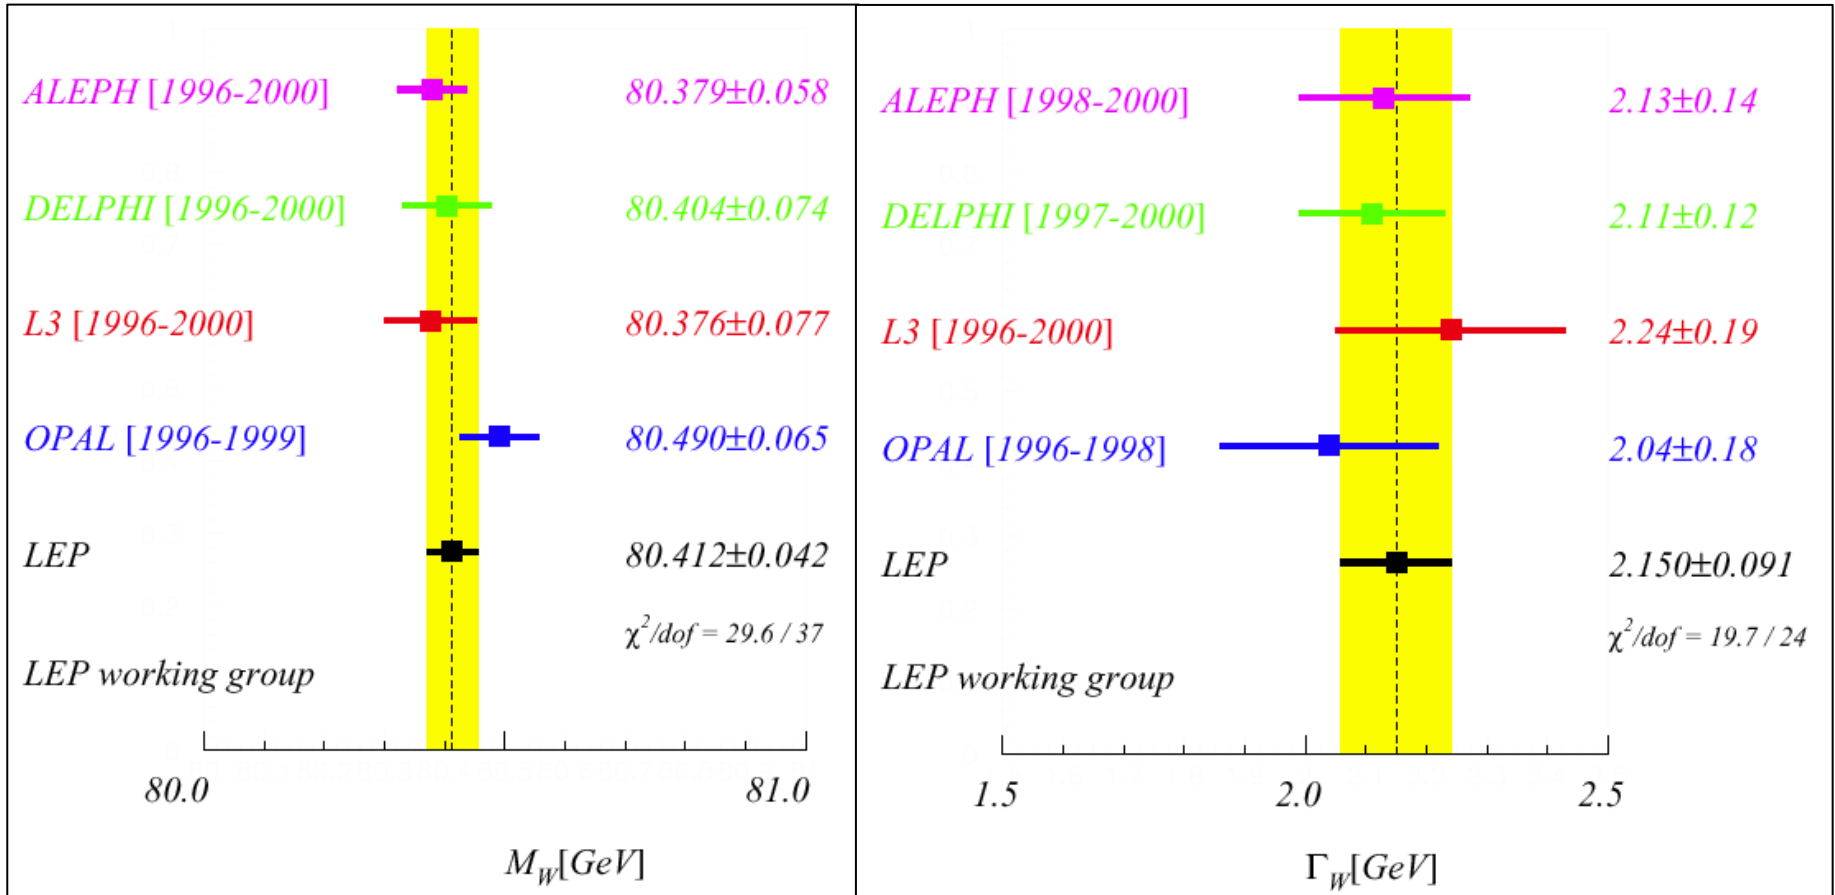 ALEPH [1996-2000] 80.379±0.058
DELPHI [1996-2000] 80.404±0.074
L3 [1996-2000] 80.376±0.077
OPAL [1996-1999] 80.490±0.065
LEP 80.412±0.042
χ²/dof = 29.6 / 37
LEP working group
80.0 81.0
M_W[GeV]
ALEPH [1998-2000] 2.13±0.14
DELPHI [1997-2000] 2.11±0.12
L3 [1996-2000] 2.24±0.19
OPAL [1996-1998] 2.04±0.18
LEP 2.150±0.091
χ²/dof = 19.7 / 24
LEP working group
1.5 2.0 2.5
Γ_W[GeV]